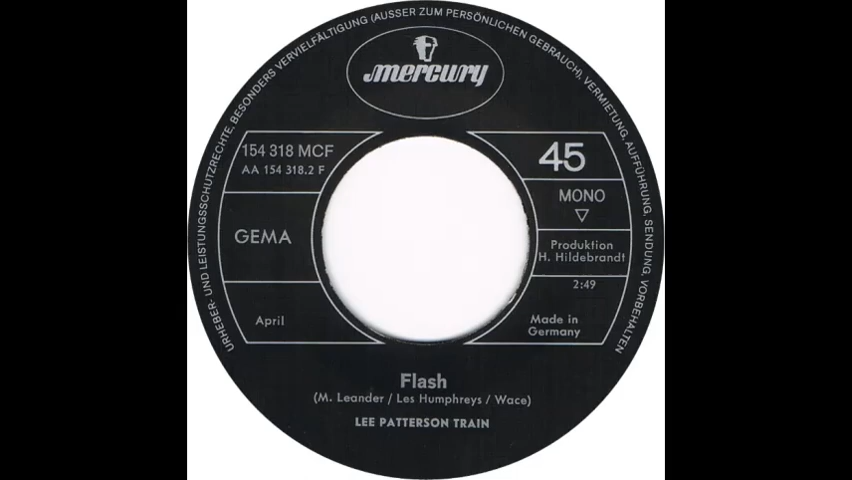 URHEBER- UND LEISTUNGSSCHUTZRECHTE, BESONDERS VERVIELFÄLTIGUNG (AUSSER ZUM PERSÖNLICHEN GEBRAUCH), VERMIETUNG, AUFFÜHRUNG, SENDUNG, VORBEHALTEN
mercury
154 318 MCF
AA 154 318.2 F
45
MONO
GEMA
Produktion
H. Hildebrandt
2:49
April
Made in
Germany
Flash
(M. Leander / Les Humphreys / Wace)
LEE PATTERSON TRAIN